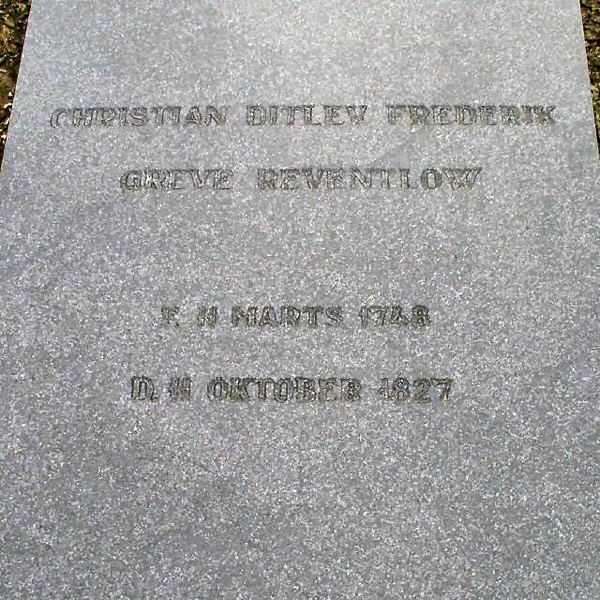 CHRISTIAN DITLEV FREDERIK
GREVE REVENTLOW
F. 11 MARTS 1748
D. 11 OKTOBER 1827